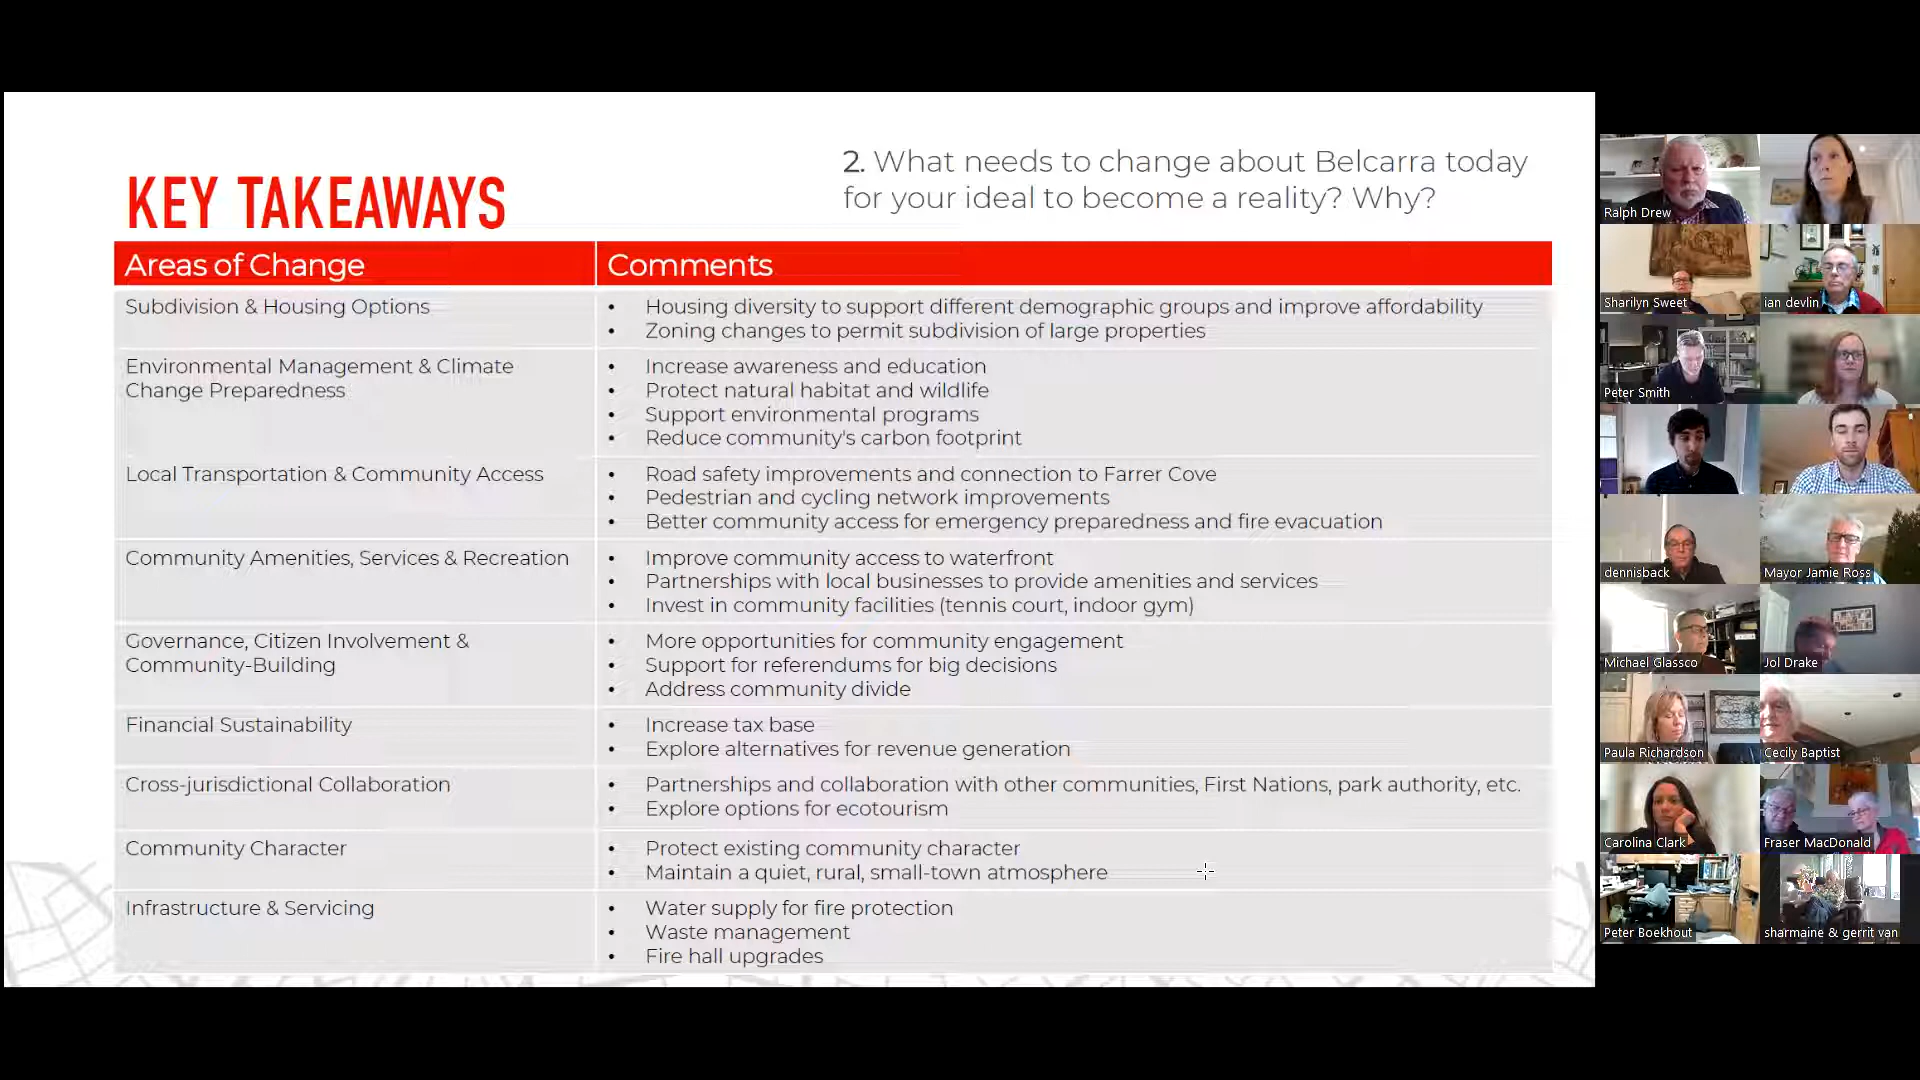 KEY TAKEAWAYS
2. What needs to change about Belcarra today
for your ideal to become a reality? Why?
Areas of Change
Comments
Subdivision & Housing Options
• Housing diversity to support different demographic groups and improve affordability
• Zoning changes to permit subdivision of large properties
Environmental Management & Climate
Change Preparedness
• Increase awareness and education
• Protect natural habitat and wildlife
• Support environmental programs
• Reduce community's carbon footprint
Local Transportation & Community Access
• Road safety improvements and connection to Farrer Cove
• Pedestrian and cycling network improvements
• Better community access for emergency preparedness and fire evacuation
Community Amenities, Services & Recreation
• Improve community access to waterfront
• Partnerships with local businesses to provide amenities and services
• Invest in community facilities (tennis court, indoor gym)
Governance, Citizen Involvement &
Community-Building
• More opportunities for community engagement
• Support for referendums for big decisions
• Address community divide
Financial Sustainability
• Increase tax base
• Explore alternatives for revenue generation
Cross-jurisdictional Collaboration
• Partnerships and collaboration with other communities, First Nations, park authority, etc.
• Explore options for ecotourism
Community Character
• Protect existing community character
• Maintain a quiet, rural, small-town atmosphere
Infrastructure & Servicing
• Water supply for fire protection
• Waste management
• Fire hall upgrades
Ralph Drew
Sharilyn Sweet
ian devlin
Peter Smith
dennisback
Mayor Jamie Ross
Michael Glassco
Jol Drake
Paula Richardson
Cecily Baptist
Carolina Clark
Fraser MacDonald
Peter Boekhout
sharmaine & gerrit van